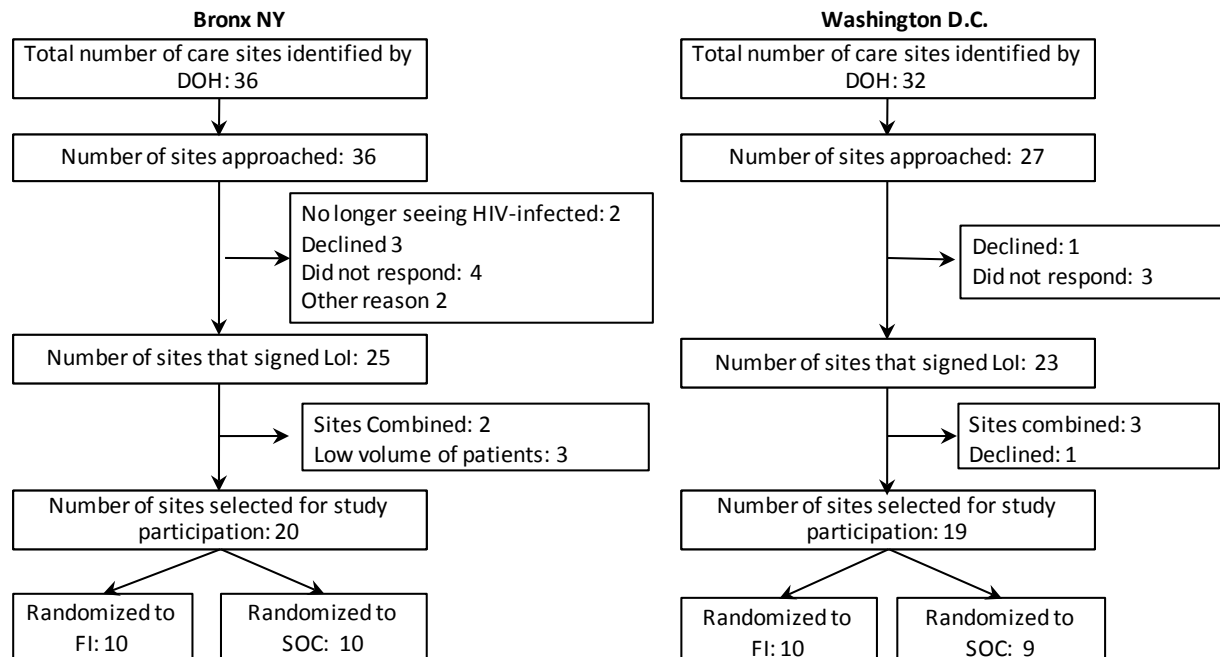 Bronx NY
Total number of care sites identified by
DOH: 36
Number of sites approached: 36
No longer seeing HIV-infected: 2
Declined 3
Did not respond: 4
Other reason 2
Number of sites that signed LoI: 25
Sites Combined: 2
Low volume of patients: 3
Number of sites selected for study
participation: 20
Randomized to
FI: 10
Randomized to
SOC: 10
Washington D.C.
Total number of care sites identified by
DOH: 32
Number of sites approached: 27
Declined: 1
Did not respond: 3
Number of sites that signed LoI: 23
Sites combined: 3
Declined: 1
Number of sites selected for study
participation: 19
Randomized to
FI: 10
Randomized to
SOC: 9